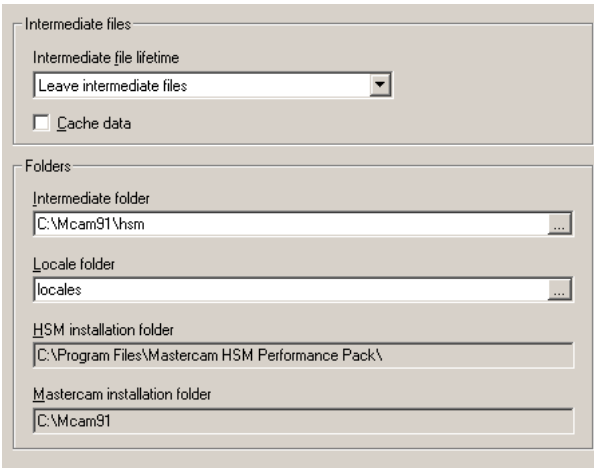 Intermediate files
Intermediate file lifetime
Leave intermediate files
Cache data
Folders
Intermediate folder
C:\Mcam91\hsm
...
Locale folder
locales
...
HSM installation folder
C:\Program Files\Mastercam HSM Performance Pack\
Mastercam installation folder
C:\Mcam91